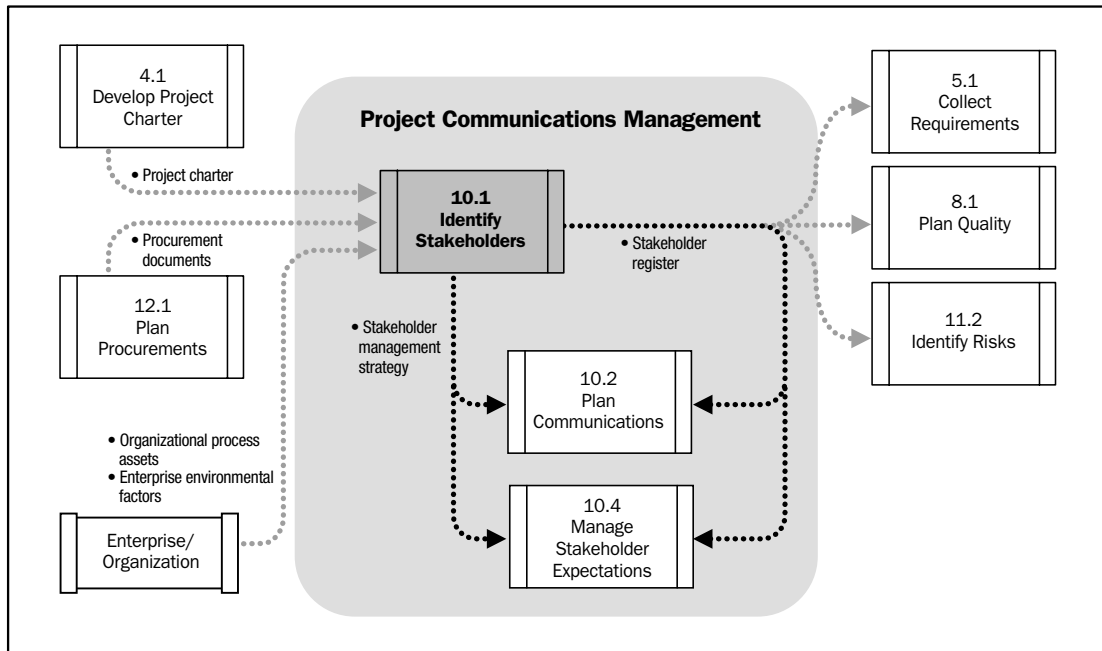 4.1
Develop Project
Charter
• Project charter
• Procurement
documents
12.1
Plan
Procurements
• Organizational process
assets
• Enterprise environmental
factors
Enterprise/
Organization
Project Communications Management
10.1
Identify
Stakeholders
• Stakeholder
register
• Stakeholder
management
strategy
10.2
Plan
Communications
10.4
Manage
Stakeholder
Expectations
5.1
Collect
Requirements
8.1
Plan Quality
11.2
Identify Risks